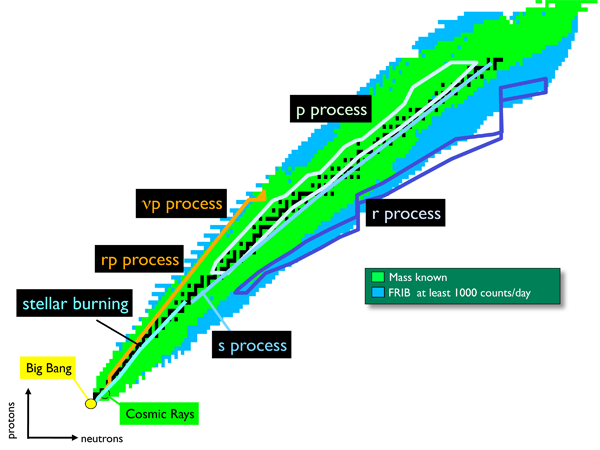 p process
νp process
r process
rp process
Mass known
FRIB at least 1000 counts/day
stellar burning
s process
Big Bang
Cosmic Rays
protons
neutrons